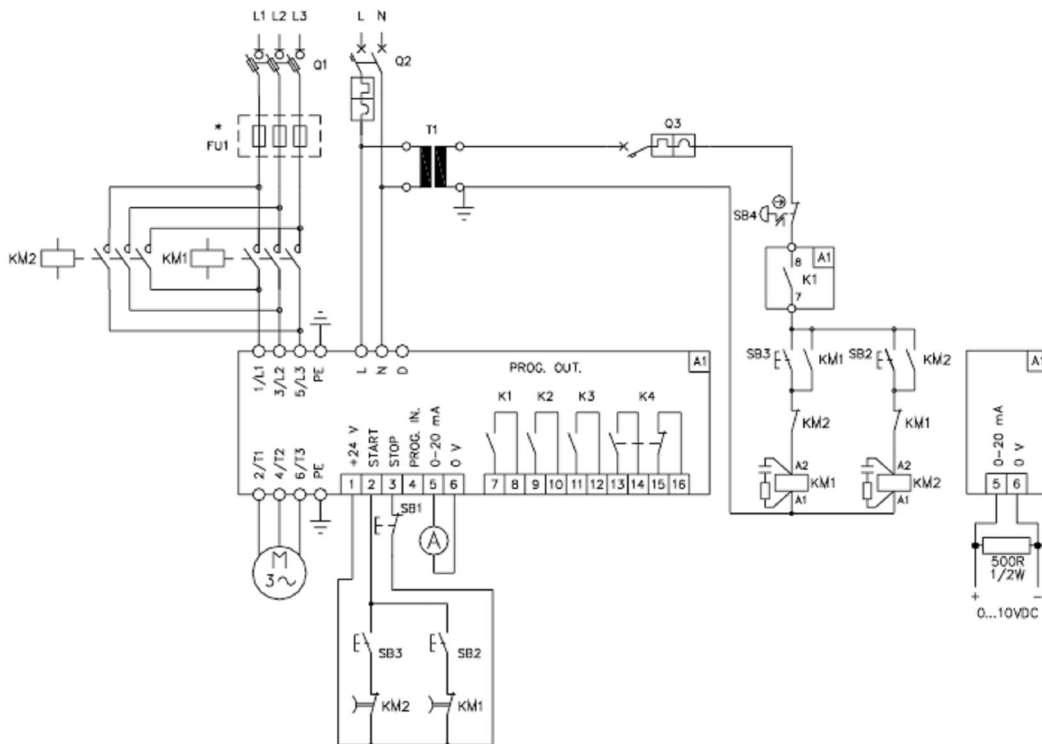 L1 L2 L3
L N
Q1
Q2
*
FU1
T1
Q3
SB4
8
A1
K1
7
KM2
KM1
SB3
KM1
SB2
KM2
KM2
KM1
A2
KM1
A1
A2
KM2
A1
1/L1
3/L2
5/L3
PE
L
N
D
PROG. OUT.
A1
K1 K2 K3 K4
2/T1
4/T2
6/T3
PE
+24 V
START
STOP
PROG. IN.
0-20 mA
0 V
1 2 3 4 5 6
7 8 9 10 11 12 13 14 15 16
SB1
A
M
3~
SB3
SB2
KM2
KM1
A1
0-20 mA
0 V
5 6
500R
1/2W
+ −
0...10VDC